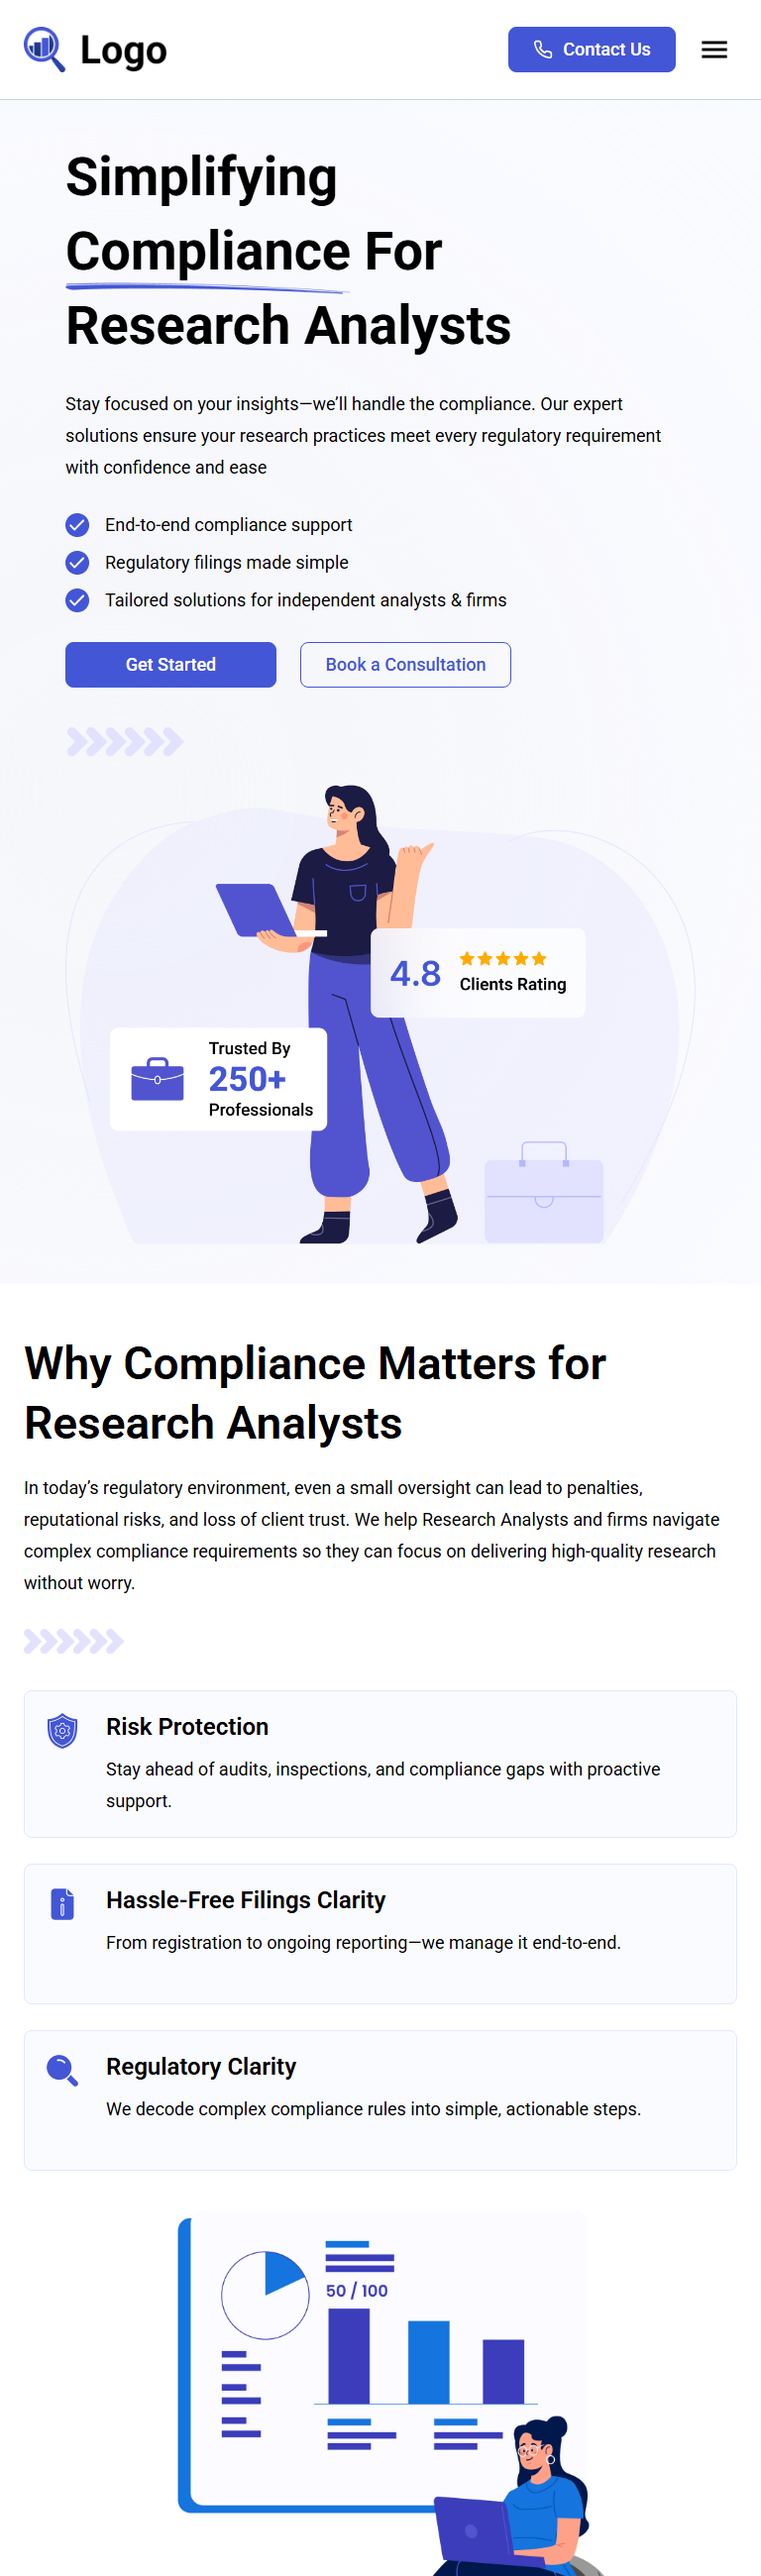 Logo
Contact Us
Simplifying
Compliance For
Research Analysts
Stay focused on your insights—we’ll handle the compliance. Our expert
solutions ensure your research practices meet every regulatory requirement
with confidence and ease
End-to-end compliance support
Regulatory filings made simple
Tailored solutions for independent analysts & firms
Get Started
Book a Consultation
4.8
Clients Rating
Trusted By
250+
Professionals
Why Compliance Matters for
Research Analysts
In today’s regulatory environment, even a small oversight can lead to penalties,
reputational risks, and loss of client trust. We help Research Analysts and firms navigate
complex compliance requirements so they can focus on delivering high-quality research
without worry.
Risk Protection
Stay ahead of audits, inspections, and compliance gaps with proactive
support.
Hassle-Free Filings Clarity
From registration to ongoing reporting—we manage it end-to-end.
Regulatory Clarity
We decode complex compliance rules into simple, actionable steps.
50 / 100